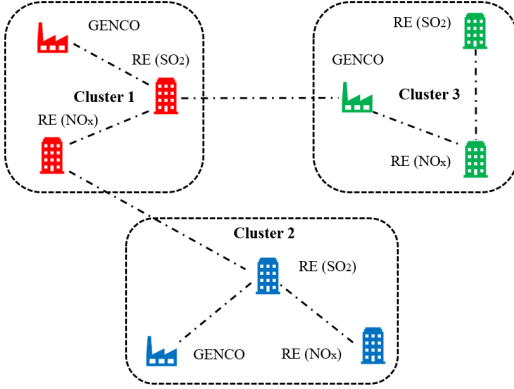 GENCO
RE (SO2)
Cluster 1
RE (NOx)
RE (SO2)
GENCO
Cluster 3
RE (NOx)
Cluster 2
RE (SO2)
GENCO
RE (NOx)